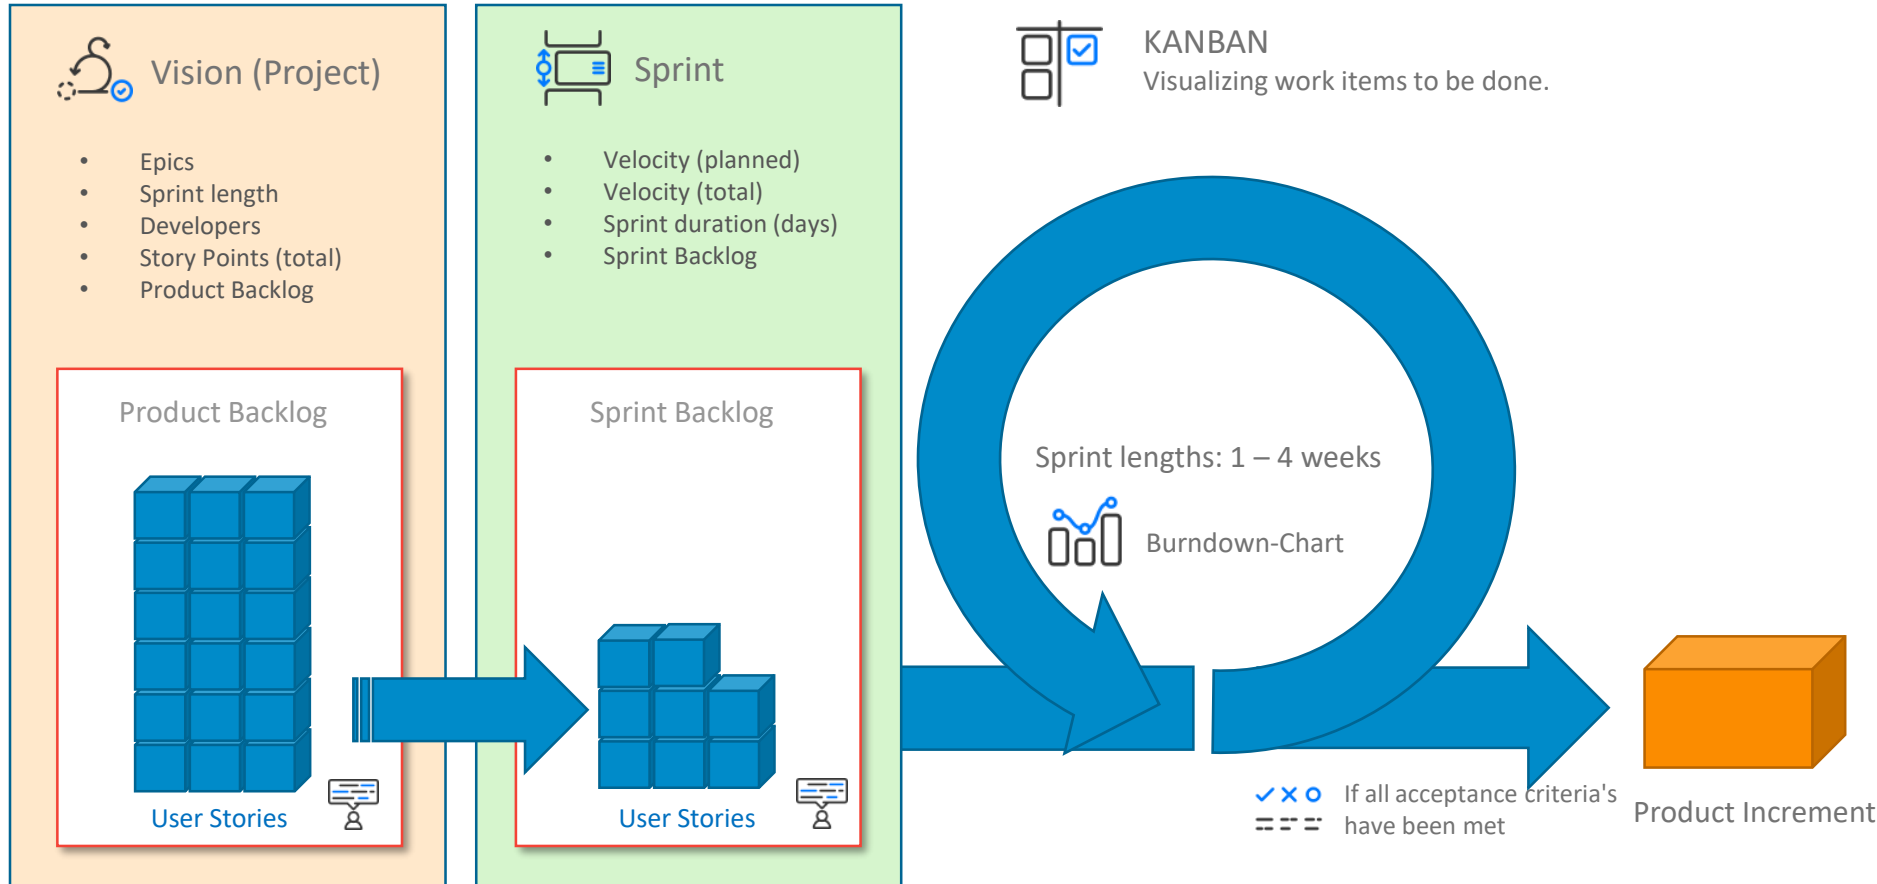 Vision (Project)
• Epics
• Sprint length
• Developers
• Story Points (total)
• Product Backlog
Product Backlog
User Stories
Sprint
• Velocity (planned)
• Velocity (total)
• Sprint duration (days)
• Sprint Backlog
Sprint Backlog
User Stories
KANBAN
Visualizing work items to be done.
Sprint lengths: 1 – 4 weeks
Burndown-Chart
If all acceptance criteria's
have been met
Product Increment